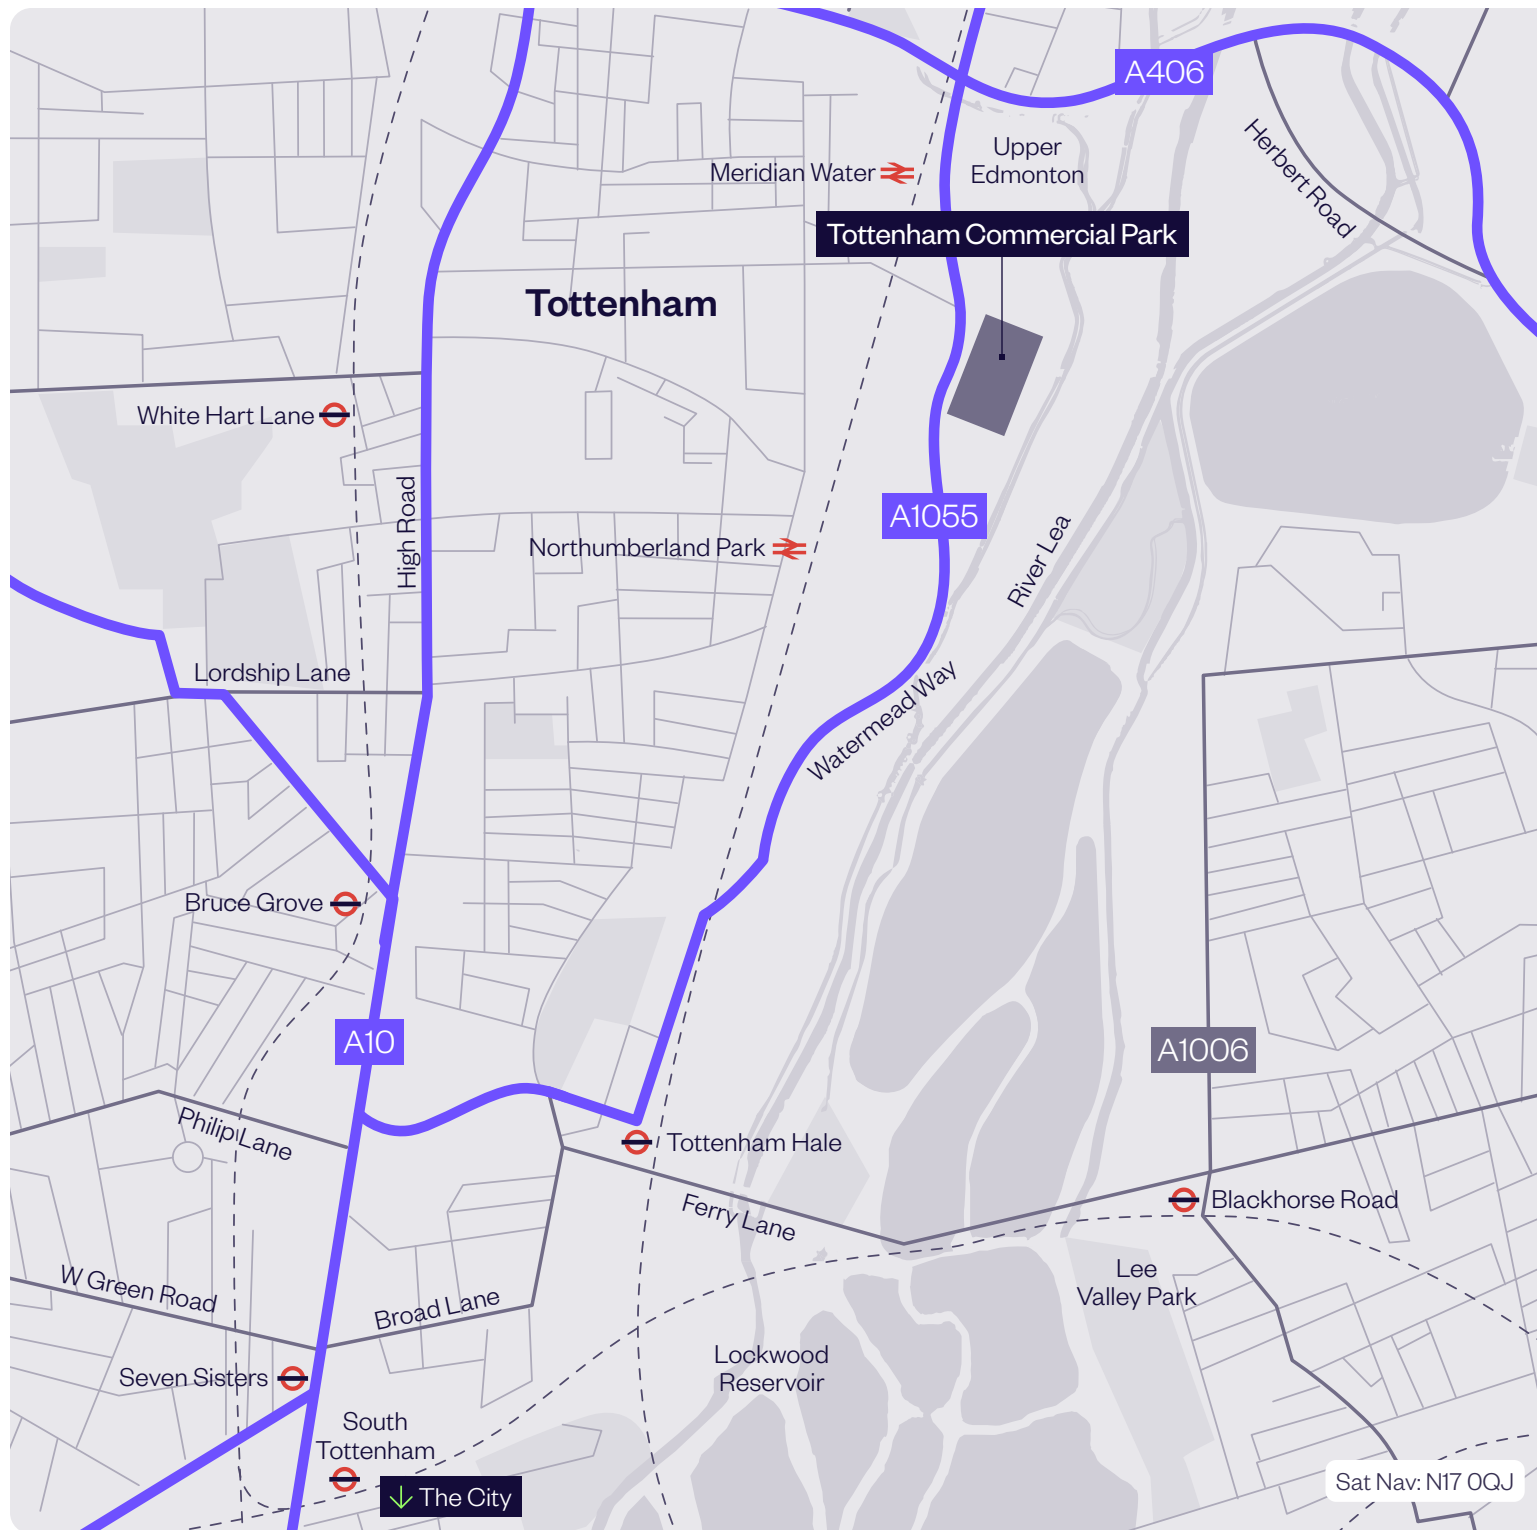 A406
Herbert Road
Upper
Edmonton
Meridian Water
Tottenham Commercial Park
Tottenham
White Hart Lane
High Road
A1055
Northumberland Park
River Lea
Lordship Lane
Watermead Way
Bruce Grove
A10
A1006
Philip Lane
Tottenham Hale
Ferry Lane
Blackhorse Road
Lee
Valley Park
W Green Road
Broad Lane
Lockwood
Reservoir
Seven Sisters
South
Tottenham
The City
Sat Nav: N17 0QJ